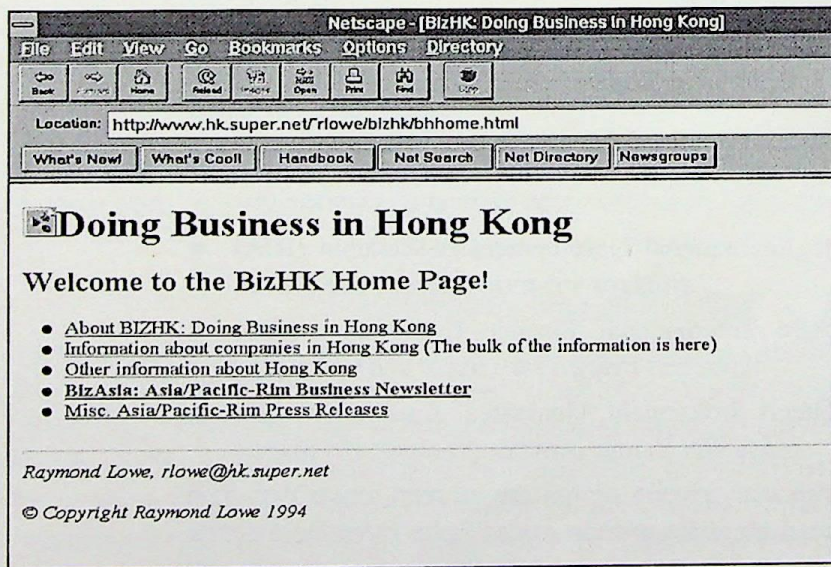 Netscape - [BizHK: Doing Business in Hong Kong]
File Edit View Go Bookmarks Options Directory
Back Forward Home Reload Images Open Print Find Stop
Location: http://www.hk.super.net/~rlowe/bizhk/bhhome.html
What's New! What's Cool! Handbook Net Search Net Directory Newsgroups
Doing Business in Hong Kong
Welcome to the BizHK Home Page!
• About BIZHK: Doing Business in Hong Kong
• Information about companies in Hong Kong (The bulk of the information is here)
• Other information about Hong Kong
• BizAsia: Asia/Pacific-Rim Business Newsletter
• Misc. Asia/Pacific-Rim Press Releases
Raymond Lowe, rlowe@hk.super.net
© Copyright Raymond Lowe 1994